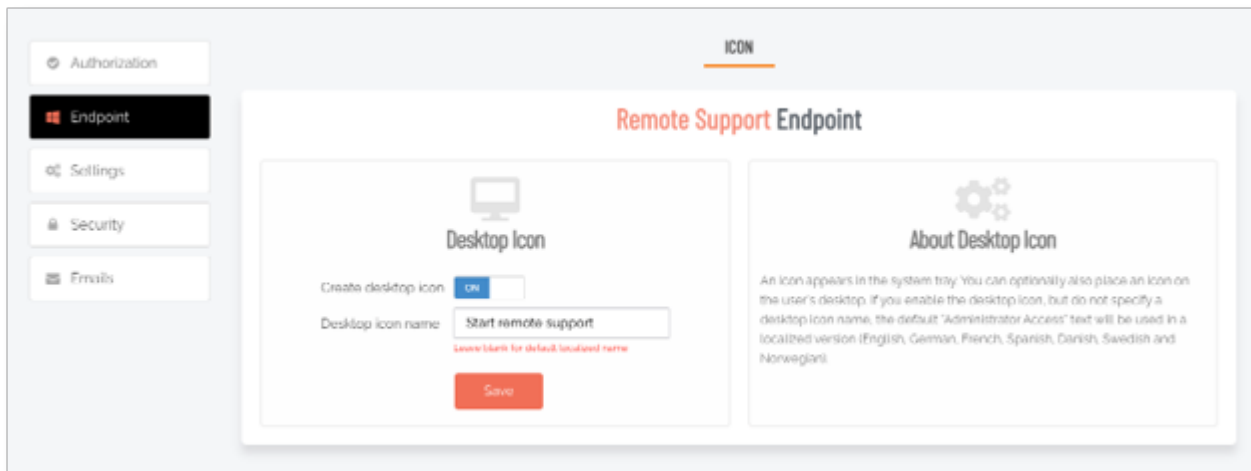 ICON
Authorization
Endpoint
Settings
Security
Emails
Remote Support Endpoint
Desktop Icon
Create desktop icon ON
Desktop icon name Start remote support
Leave blank for default localized name
Save
About Desktop Icon
An icon appears in the system tray. You can optionally also place an icon on
the user's desktop. If you enable the desktop icon, but do not specify a
desktop icon name, the default "Administrator Access" text will be used in a
localized version (English, German, French, Spanish, Danish, Swedish and
Norwegian).